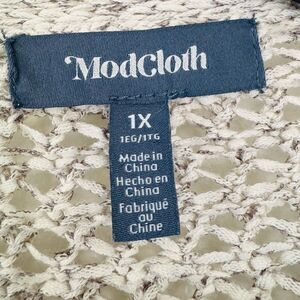 ModCloth
1X
1EG/1TG
Made in
China
Hecho en
China
Fabriqué
au
Chine